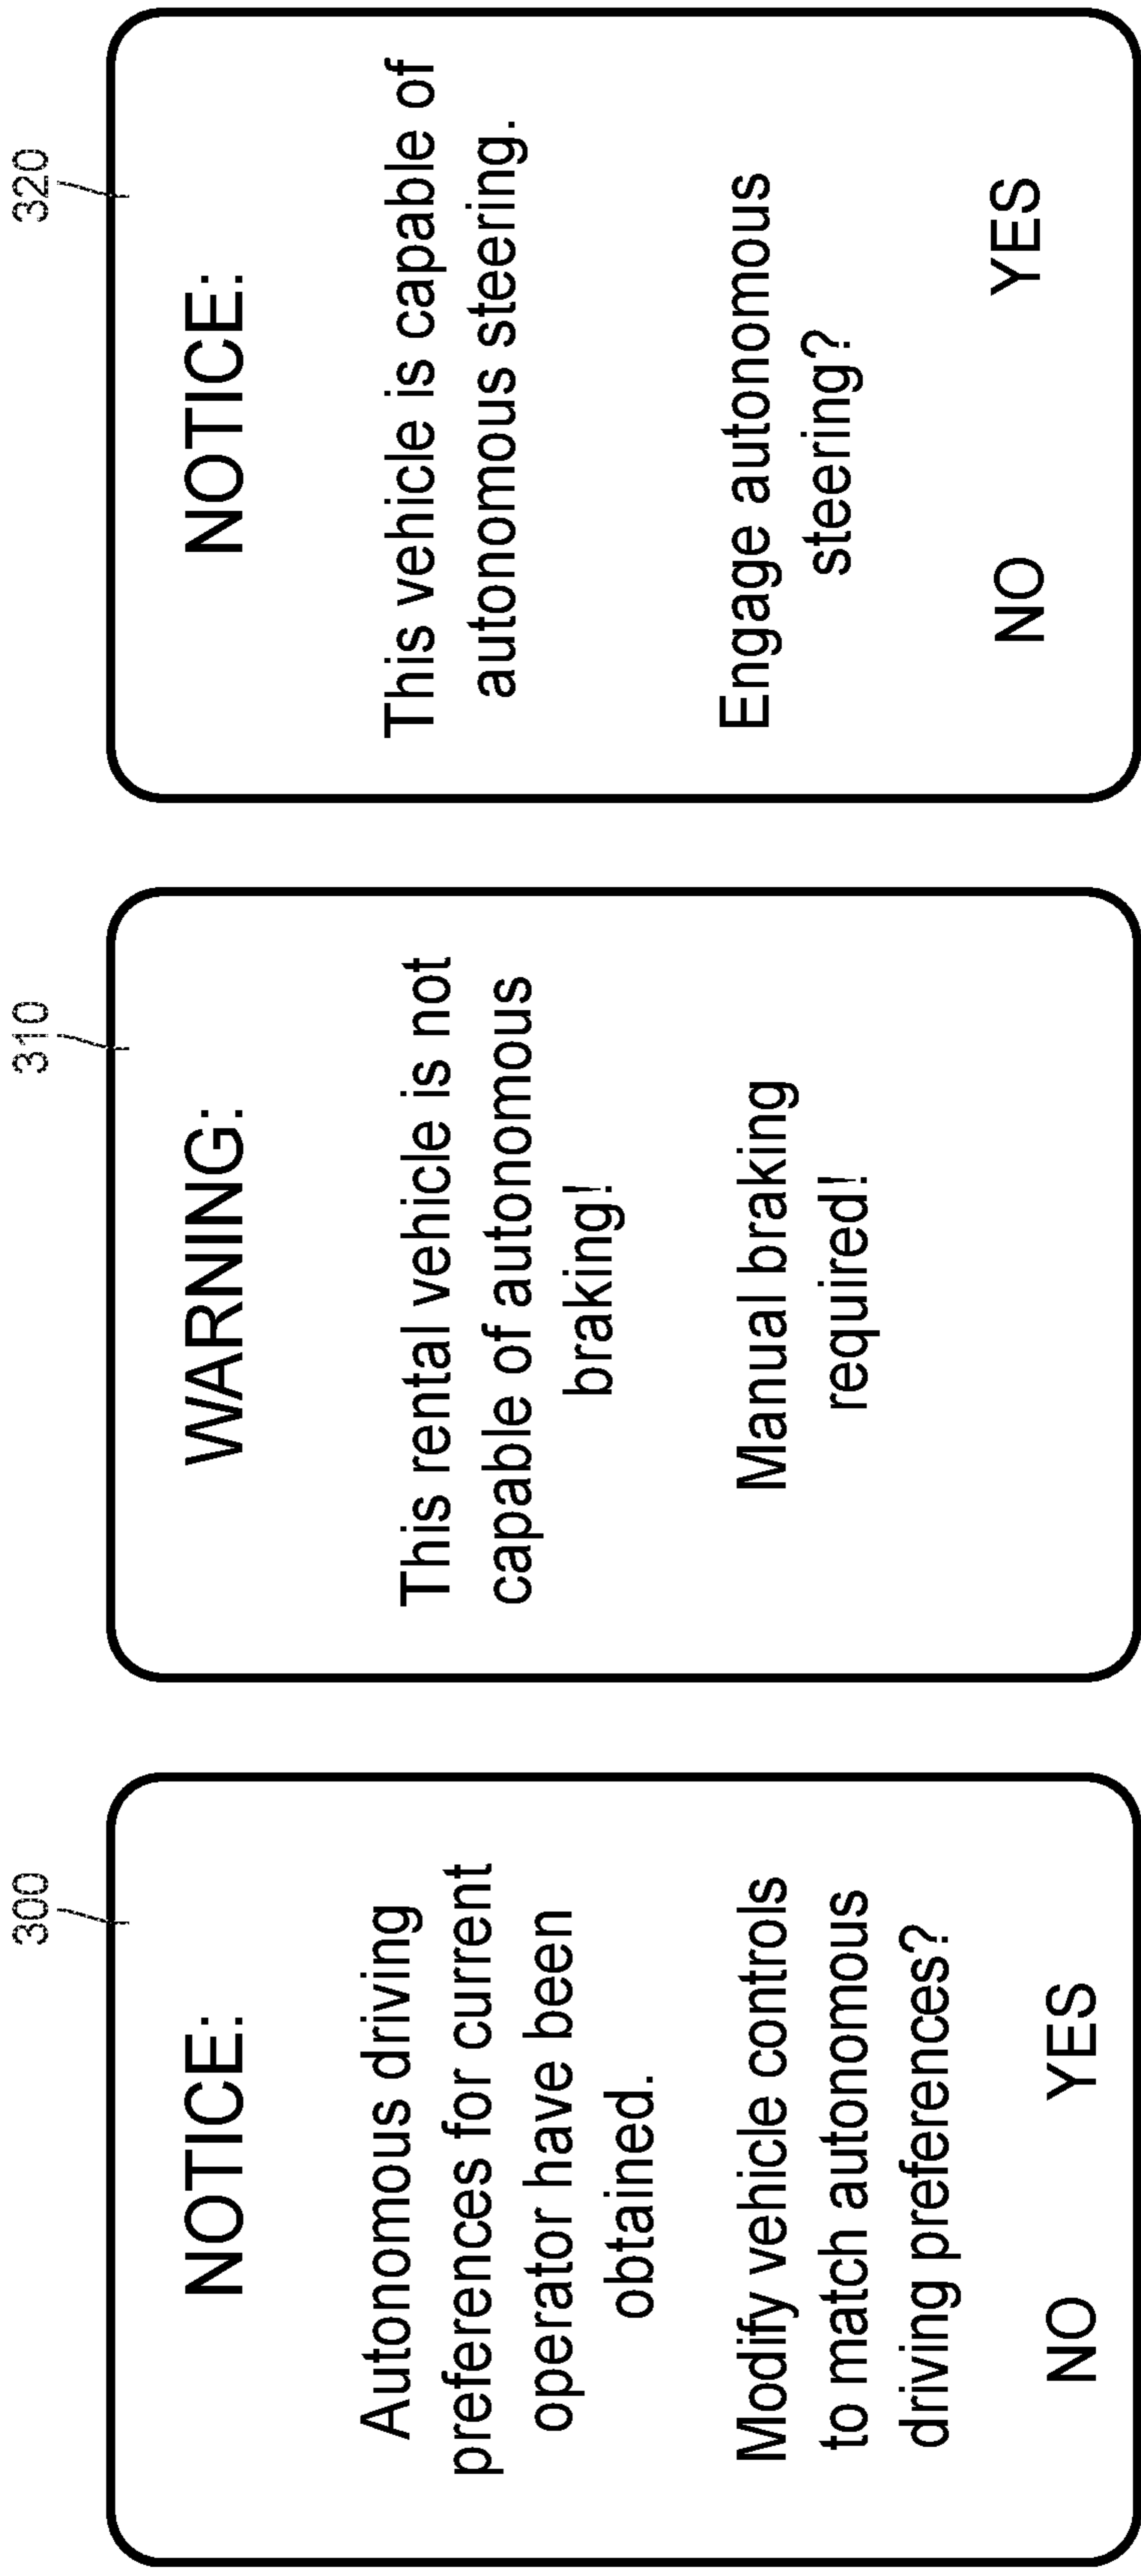 300
NOTICE:
Autonomous driving
preferences for current
operator have been
obtained.
Modify vehicle controls
to match autonomous
driving preferences?
NO YES
310
WARNING:
This rental vehicle is not
capable of autonomous
braking!
Manual braking
required!
320
NOTICE:
This vehicle is capable of
autonomous steering.
Engage autonomous
steering?
NO YES